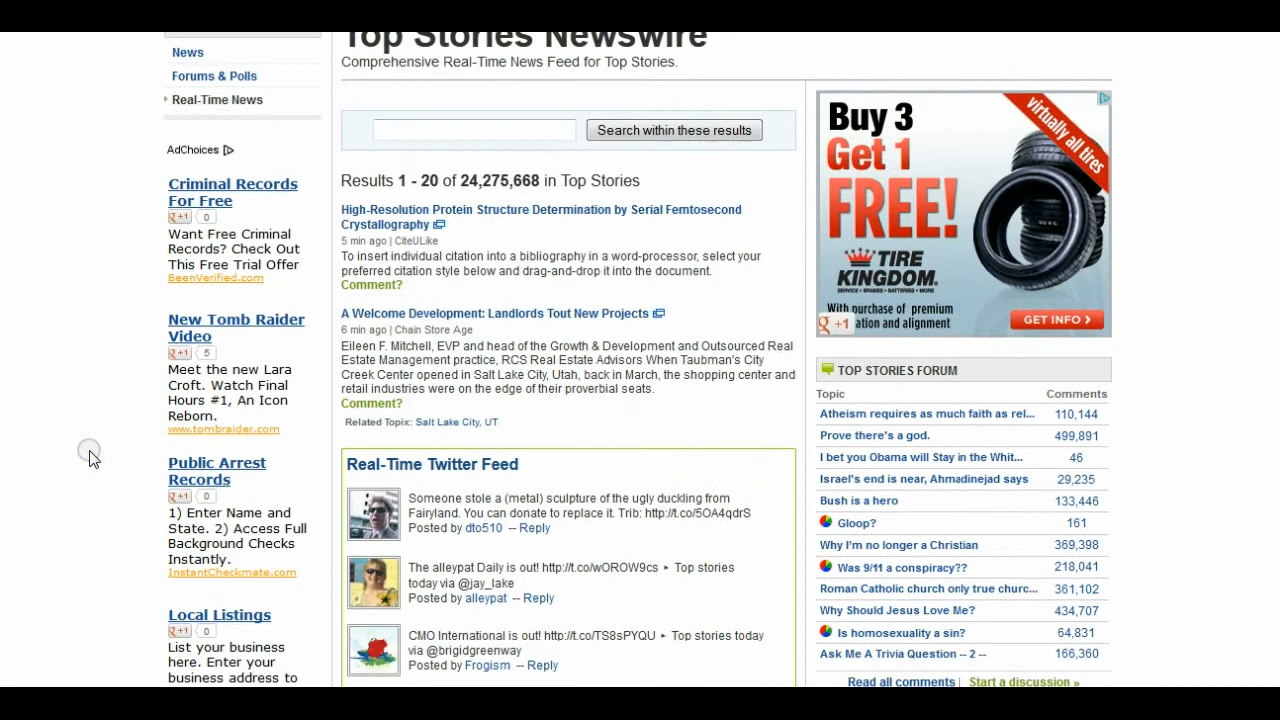 Top Stories Newswire
Comprehensive Real-Time News Feed for Top Stories.
News
Forums & Polls
Real-Time News
AdChoices
Criminal Records
For Free
g +1 0
Want Free Criminal
Records? Check Out
This Free Trial Offer
BeenVerified.com
New Tomb Raider
Video
g +1 5
Meet the new Lara
Croft. Watch Final
Hours #1, An Icon
Reborn.
www.tombraider.com
Public Arrest
Records
g +1 0
1) Enter Name and
State. 2) Access Full
Background Checks
Instantly.
InstantCheckmate.com
Local Listings
g +1 0
List your business
here. Enter your
business address to
Search within these results
Results 1 - 20 of 24,275,668 in Top Stories
High-Resolution Protein Structure Determination by Serial Femtosecond
Crystallography
5 min ago | CiteULike
To insert individual citation into a bibliography in a word-processor, select your
preferred citation style below and drag-and-drop it into the document.
Comment?
A Welcome Development: Landlords Tout New Projects
6 min ago | Chain Store Age
Eileen F. Mitchell, EVP and head of the Growth & Development and Outsourced Real
Estate Management practice, RCS Real Estate Advisors When Taubman's City
Creek Center opened in Salt Lake City, Utah, back in March, the shopping center and
retail industries were on the edge of their proverbial seats.
Comment?
Related Topix: Salt Lake City, UT
Real-Time Twitter Feed
Someone stole a (metal) sculpture of the ugly duckling from
Fairyland. You can donate to replace it. Trib: http://t.co/5OA4qdrS
Posted by dto510 -- Reply
The alleypat Daily is out! http://t.co/wOROW9cs ▸ Top stories
today via @jay_lake
Posted by alleypat -- Reply
CMO International is out! http://t.co/TS8sPYQU ▸ Top stories today
via @brigidgreenway
Posted by Frogism -- Reply
Buy 3
Get 1
FREE!
virtually all tires
TIRE
KINGDOM.
SERVICE • BRAKES • BATTERIES • MORE
With purchase of premium
ation and alignment
g +1
GET INFO >
TOP STORIES FORUM
Topic Comments
Atheism requires as much faith as rel... 110,144
Prove there's a god. 499,891
I bet you Obama will Stay in the Whit... 46
Israel's end is near, Ahmadinejad says 29,235
Bush is a hero 133,446
Gloop? 161
Why I'm no longer a Christian 369,398
Was 9/11 a conspiracy?? 218,041
Roman Catholic church only true churc... 361,102
Why Should Jesus Love Me? 434,707
Is homosexuality a sin? 64,831
Ask Me A Trivia Question -- 2 -- 166,360
Read all comments | Start a discussion »